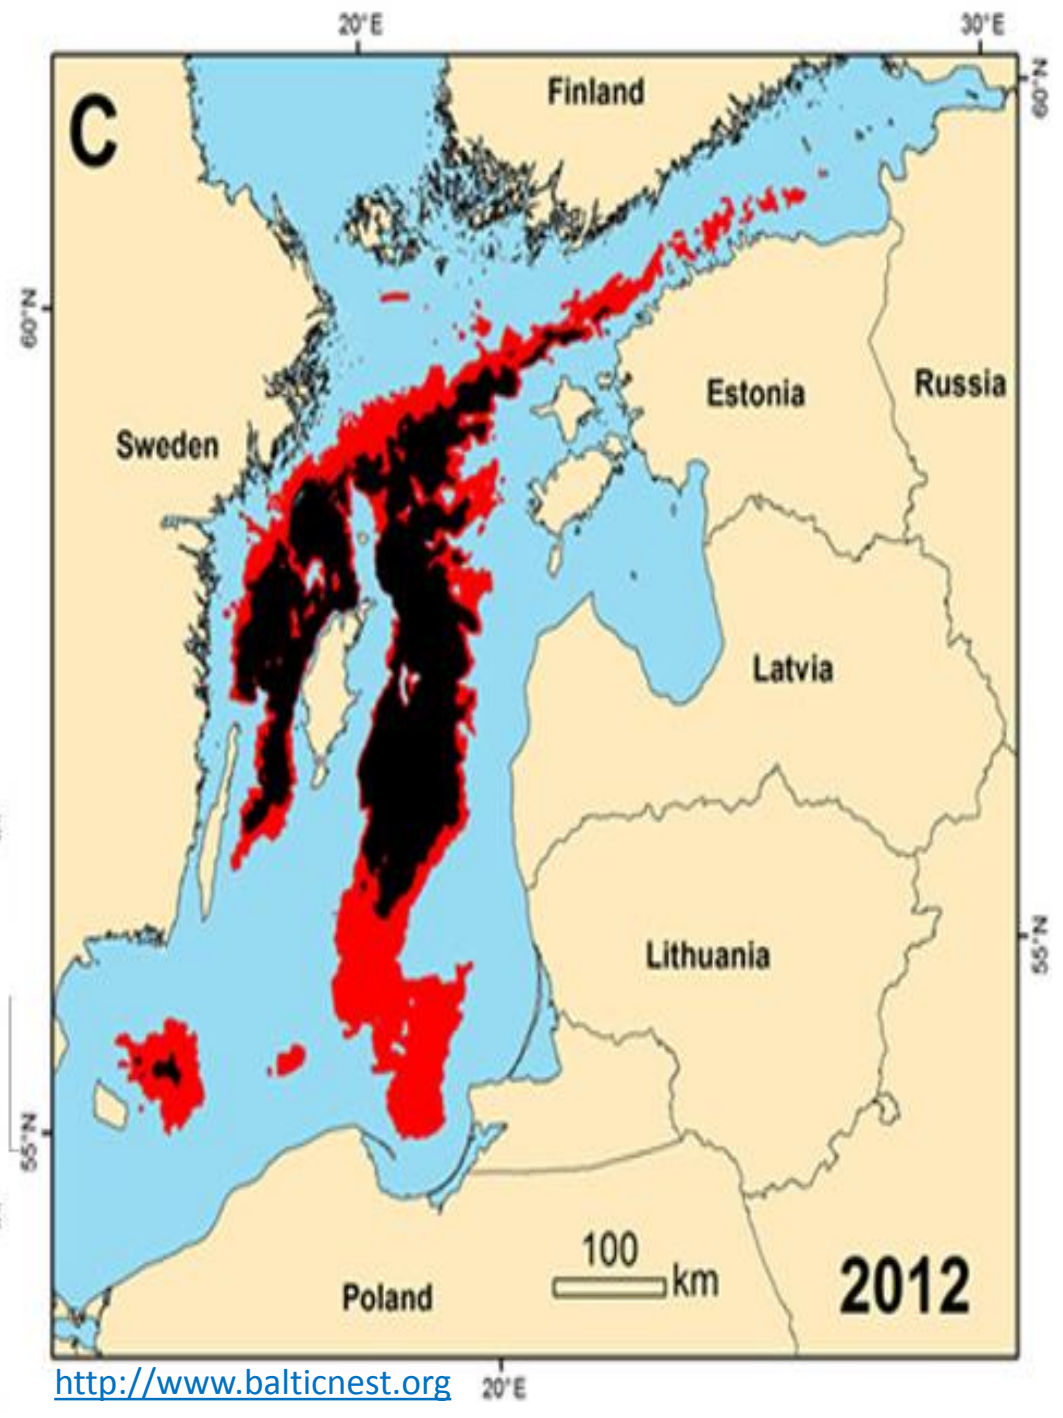 20°E 30°E
C
Finland
60°N
60°N
Estonia
Russia
Sweden
Latvia
Lithuania
55°N
55°N
100
km
2012
Poland
http://www.balticnest.org
20°E